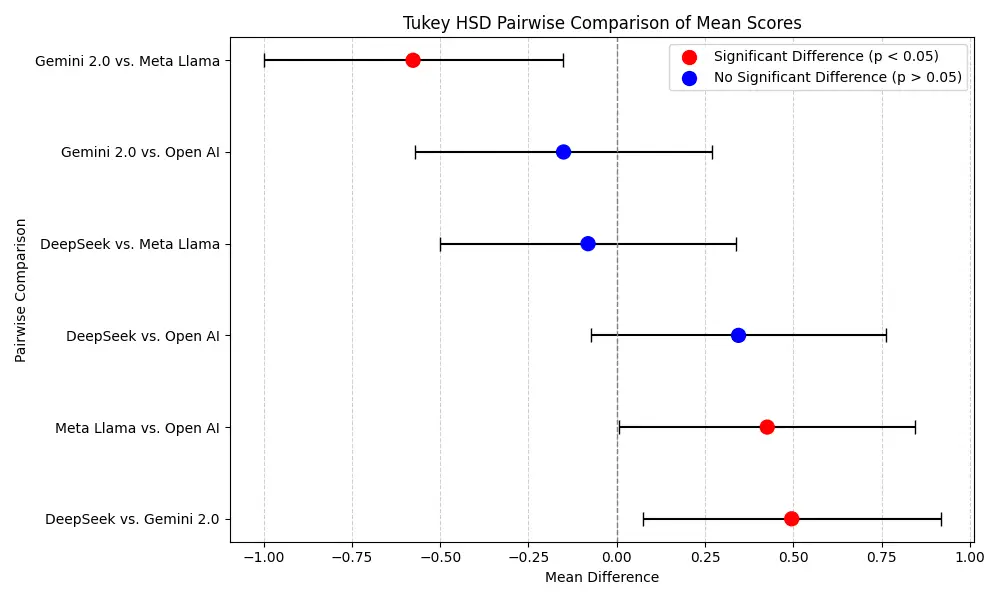 Tukey HSD Pairwise Comparison of Mean Scores
Significant Difference (p < 0.05)
No Significant Difference (p > 0.05)
Pairwise Comparison
Gemini 2.0 vs. Meta Llama
Gemini 2.0 vs. Open AI
DeepSeek vs. Meta Llama
DeepSeek vs. Open AI
Meta Llama vs. Open AI
DeepSeek vs. Gemini 2.0
−1.00 −0.75 −0.50 −0.25 0.00 0.25 0.50 0.75 1.00
Mean Difference